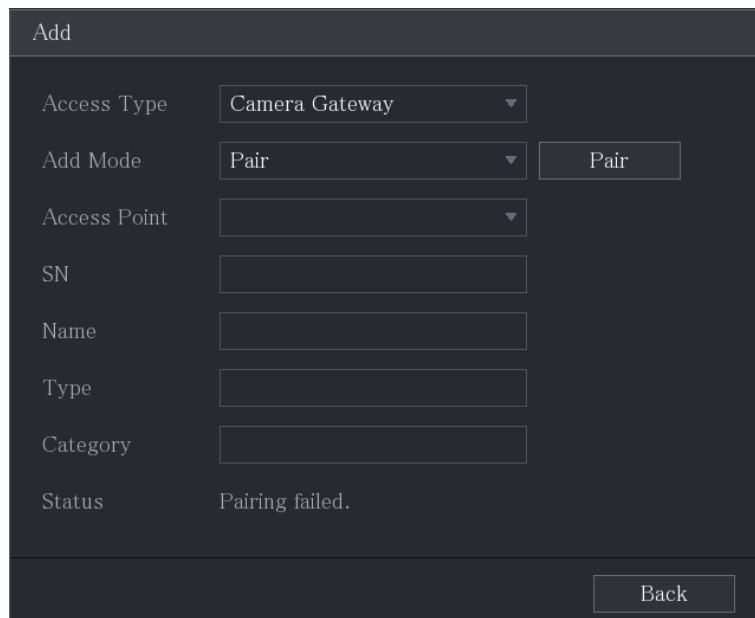 Add
Access Type Camera Gateway
Add Mode Pair Pair
Access Point
SN
Name
Type
Category
Status Pairing failed.
Back